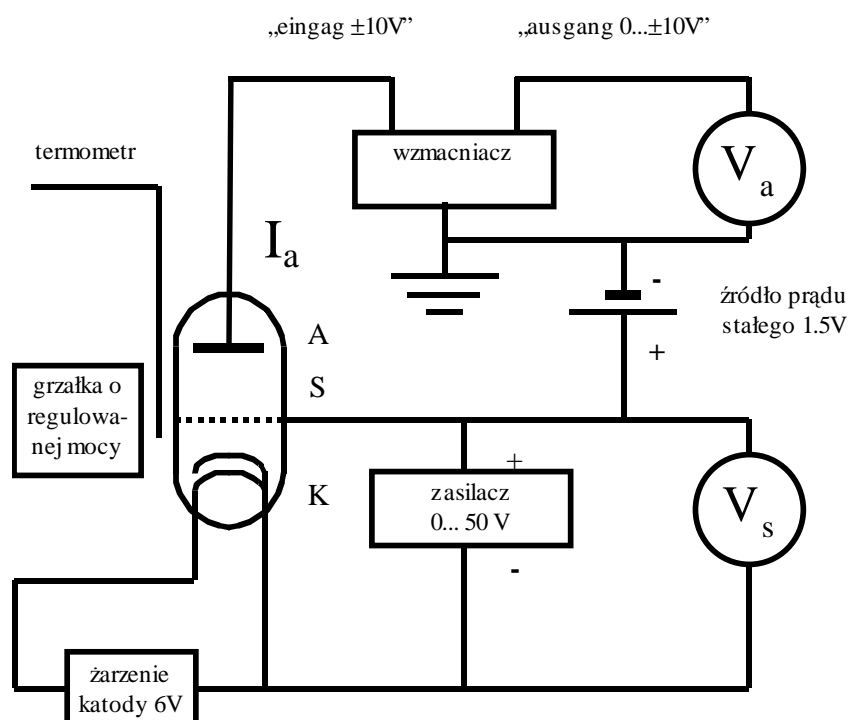 „eingag ±10V”
„ausgang 0...±10V”
termometr
wzmacniacz
V a
I a
-
źródło prądu
stałego 1.5V
+
A
S
K
grzałka o
regulowa-
nej mocy
+
zasilacz
0... 50 V
-
V s
żarzenie
katody 6V